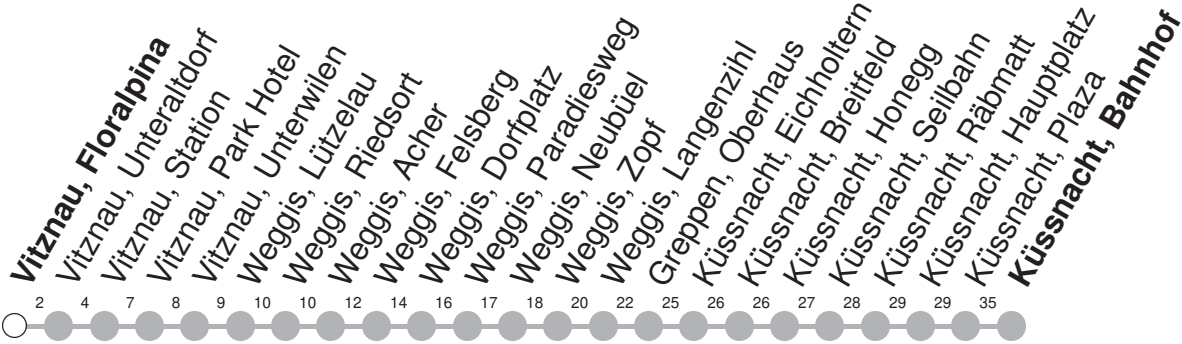 Vitznau, Floralpina
Vitznau, Unteraltdorf
Vitznau, Station
Vitznau, Park Hotel
Vitznau, Unterwilen
Weggis, Lützelau
Weggis, Riedsort
Weggis, Acher
Weggis, Felsberg
Weggis, Dorfplatz
Weggis, Paradiesweg
Weggis, Neubüel
Weggis, Zopf
Weggis, Langenzihl
Greppen, Oberhaus
Küssnacht, Eichholtern
Küssnacht, Breitfeld
Küssnacht, Honegg
Küssnacht, Seilbahn
Küssnacht, Räbmatt
Küssnacht, Hauptplatz
Küssnacht, Plaza
Küssnacht, Bahnhof
2 4 7 8 9 10 10 12 14 16 17 18 20 22 25 26 26 27 28 29 29 35